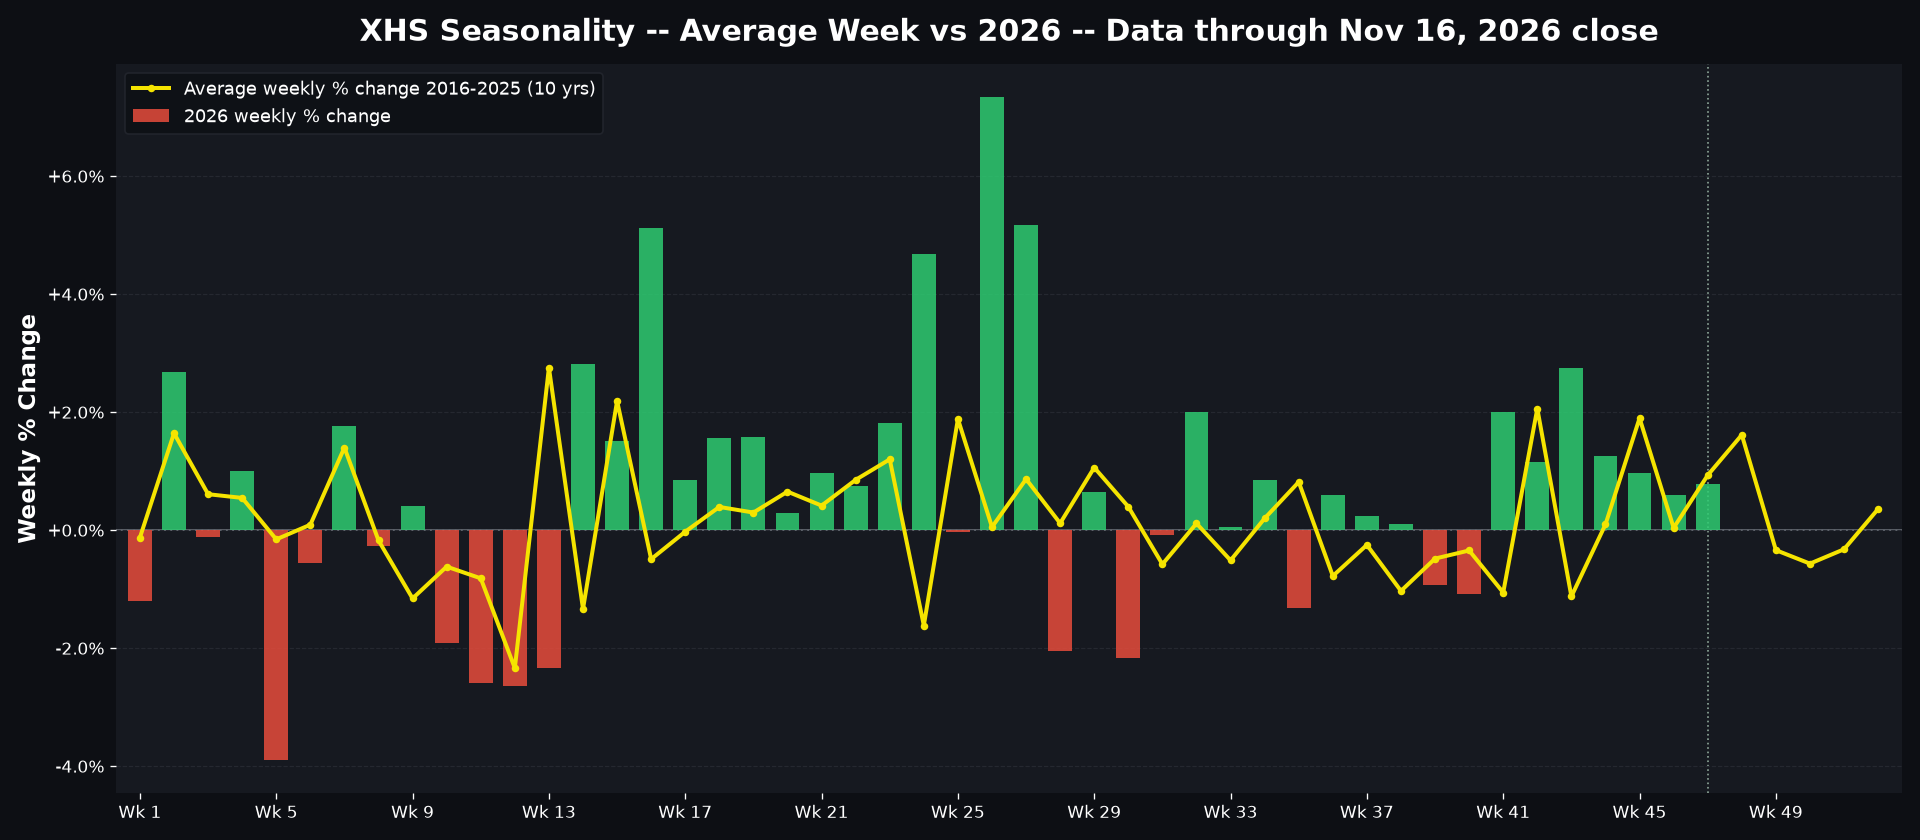 XHS Seasonality -- Average Week vs 2026 -- Data through Nov 16, 2026 close
Average weekly % change 2016-2025 (10 yrs)
2026 weekly % change
Weekly % Change
+6.0%
+4.0%
+2.0%
+0.0%
-2.0%
-4.0%
Wk 1 Wk 5 Wk 9 Wk 13 Wk 17 Wk 21 Wk 25 Wk 29 Wk 33 Wk 37 Wk 41 Wk 45 Wk 49